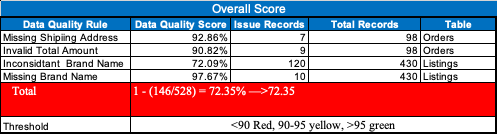 Overall Score
Data Quality Rule Data Quality Score Issue Records Total Records Table
Missing Shipiing Address 92.86% 7 98 Orders
Invalid Total Amount 90.82% 9 98 Orders
Inconsidtant Brand Name 72.09% 120 430 Listings
Missing Brand Name 97.67% 10 430 Listings
Total 1 - (146/528) = 72.35% —>72.35
Threshold <90 Red, 90-95 yellow, >95 green